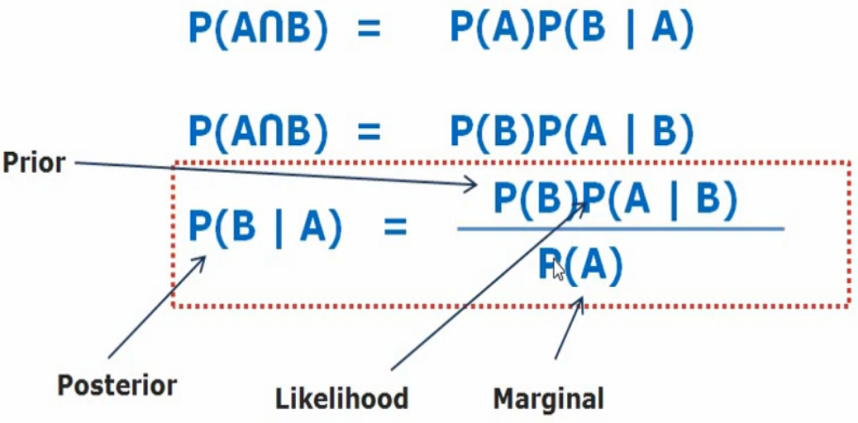 P(A∩B) = P(A)P(B | A)
P(A∩B) = P(B)P(A | B)
Prior
P(B)P(A | B)
P(B | A) =
P(A)
Posterior
Likelihood
Marginal